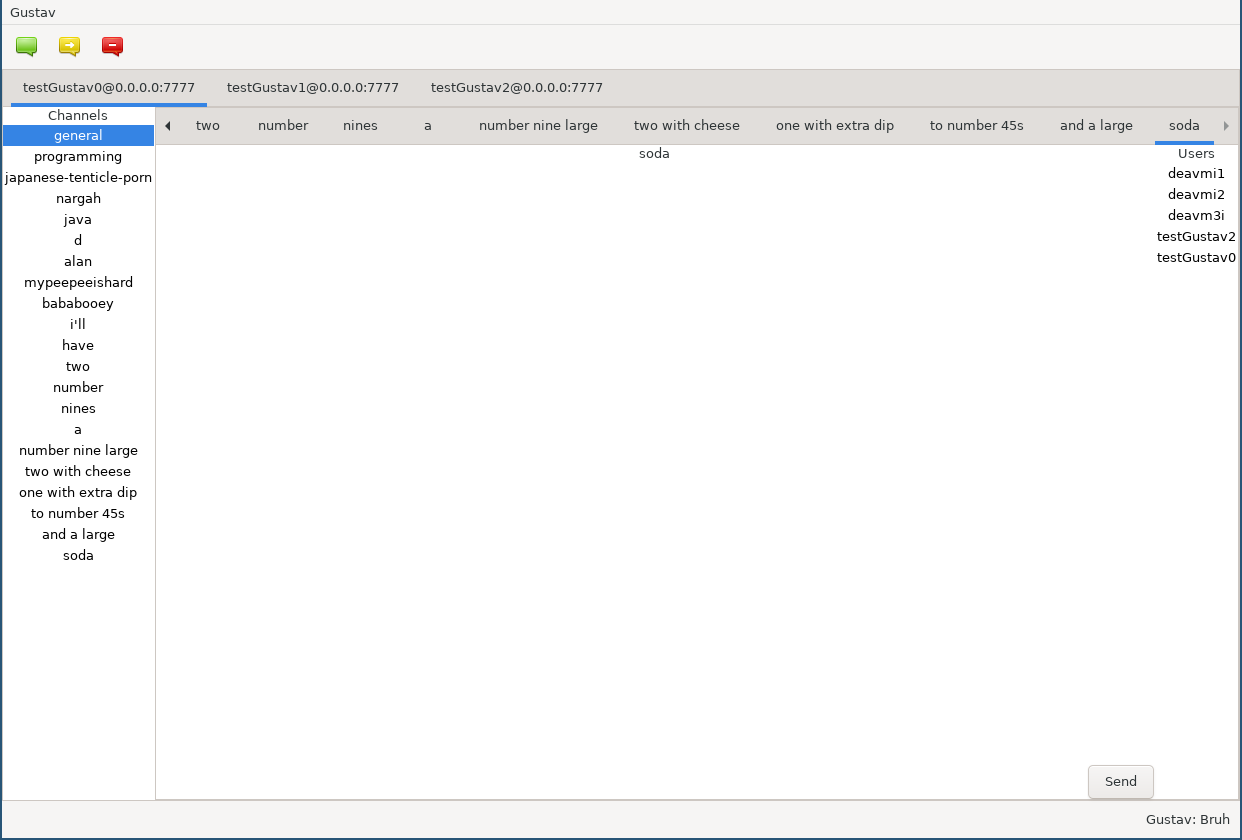 Gustav
testGustav0@0.0.0.0:7777 testGustav1@0.0.0.0:7777 testGustav2@0.0.0.0:7777
Channels
general
programming
japanese-tenticle-porn
nargah
java
d
alan
mypeepeeishard
bababooey
i'll
have
two
number
nines
a
number nine large
two with cheese
one with extra dip
to number 45s
and a large
soda
two number nines a number nine large two with cheese one with extra dip to number 45s and a large soda
soda
Users
deavmi1
deavmi2
deavm3i
testGustav2
testGustav0
Send
Gustav: Bruh